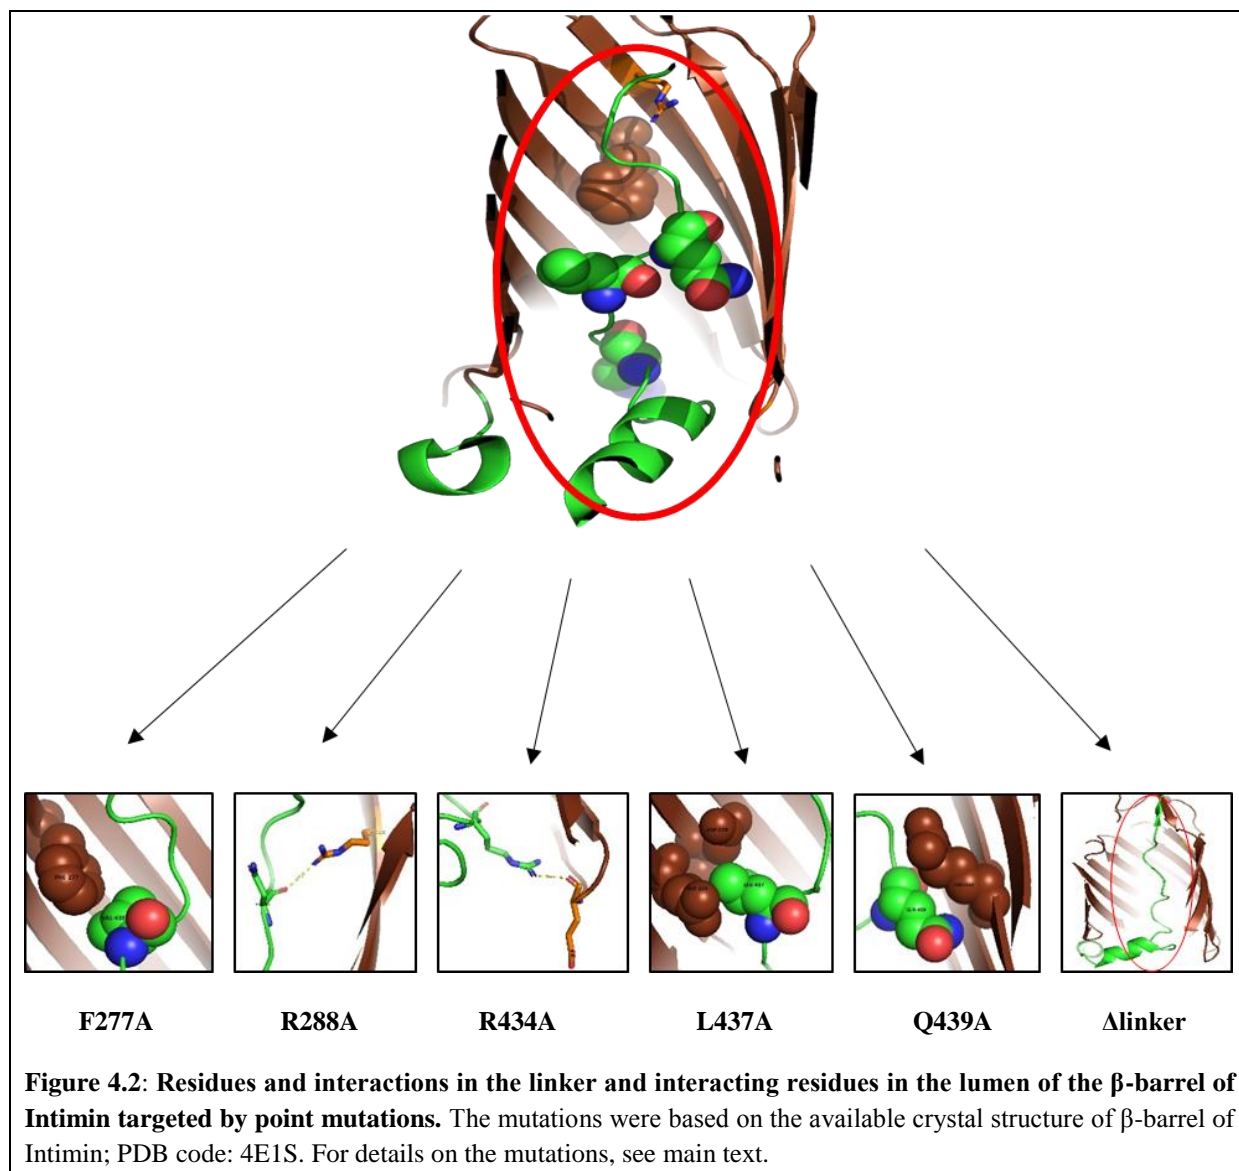 F277A R288A R434A L437A Q439A Δlinker
Figure 4.2: Residues and interactions in the linker and interacting residues in the lumen of the β-barrel of
Intimin targeted by point mutations. The mutations were based on the available crystal structure of β-barrel of
Intimin; PDB code: 4E1S. For details on the mutations, see main text.